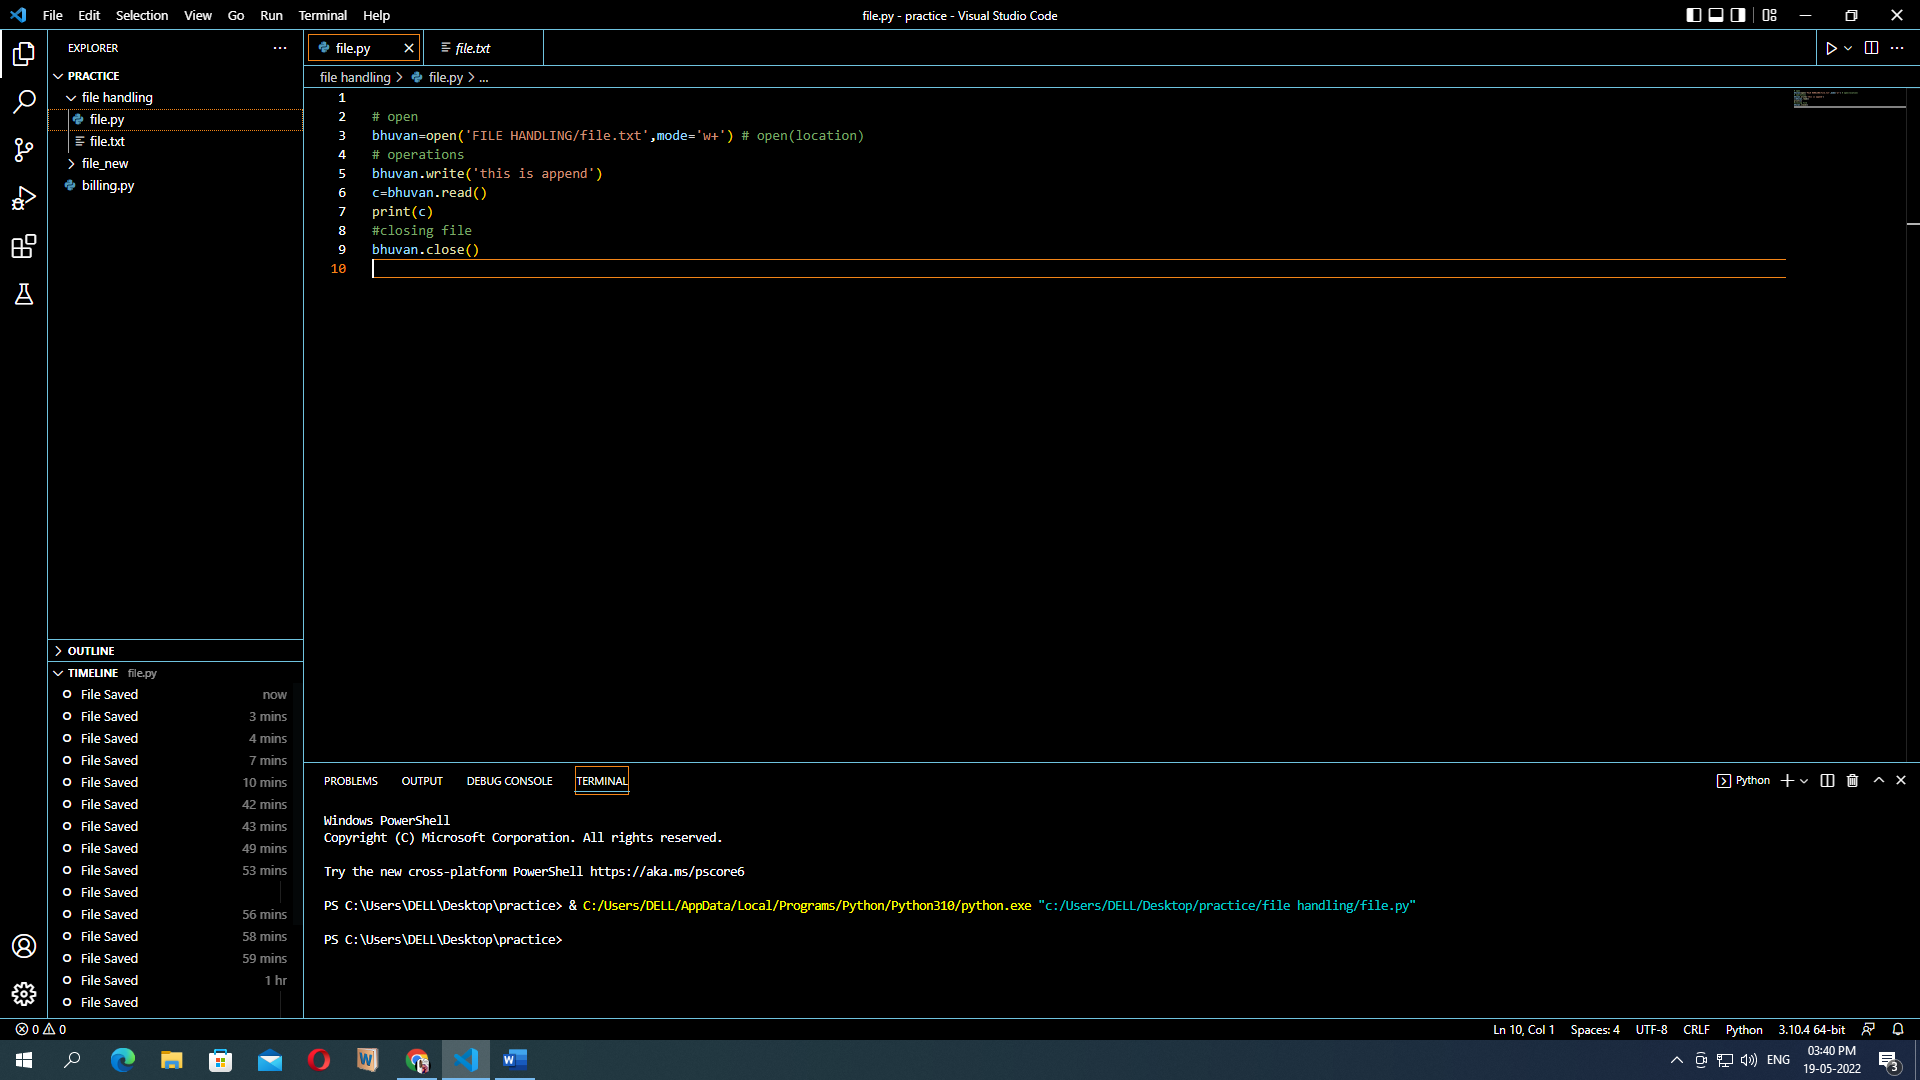 File Edit Selection View Go Run Terminal Help
file.py - practice - Visual Studio Code
EXPLORER
PRACTICE
file handling
file.py
file.txt
file_new
billing.py
OUTLINE
TIMELINE file.py
File Saved now
File Saved 3 mins
File Saved 4 mins
File Saved 7 mins
File Saved 10 mins
File Saved 42 mins
File Saved 43 mins
File Saved 49 mins
File Saved 53 mins
File Saved
File Saved 56 mins
File Saved 58 mins
File Saved 59 mins
File Saved 1 hr
File Saved
file.py file.txt
file handling > file.py > ...
1
2 # open
3 bhuvan=open('FILE HANDLING/file.txt',mode='w+') # open(location)
4 # operations
5 bhuvan.write('this is append')
6 c=bhuvan.read()
7 print(c)
8 #closing file
9 bhuvan.close()
10
PROBLEMS OUTPUT DEBUG CONSOLE TERMINAL
Python
Windows PowerShell
Copyright (C) Microsoft Corporation. All rights reserved.
Try the new cross-platform PowerShell https://aka.ms/pscore6
PS C:\Users\DELL\Desktop\practice> & C:/Users/DELL/AppData/Local/Programs/Python/Python310/python.exe "c:/Users/DELL/Desktop/practice/file handling/file.py"
PS C:\Users\DELL\Desktop\practice>
0 0
Ln 10, Col 1 Spaces: 4 UTF-8 CRLF Python 3.10.4 64-bit
ENG
03:40 PM
19-05-2022
3